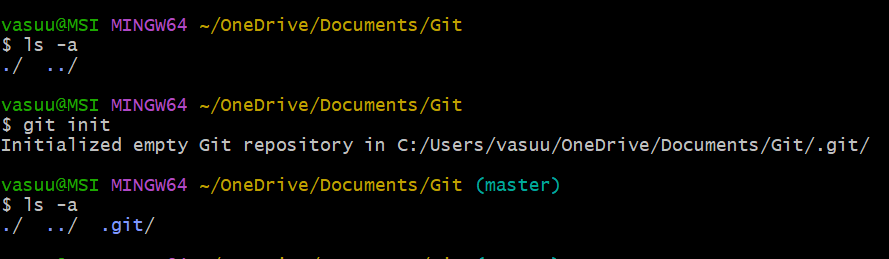 vasuu@MSI MINGW64 ~/OneDrive/Documents/Git
$ ls -a
./  ../
vasuu@MSI MINGW64 ~/OneDrive/Documents/Git
$ git init
Initialized empty Git repository in C:/Users/vasuu/OneDrive/Documents/Git/.git/
vasuu@MSI MINGW64 ~/OneDrive/Documents/Git (master)
$ ls -a
./  ../  .git/